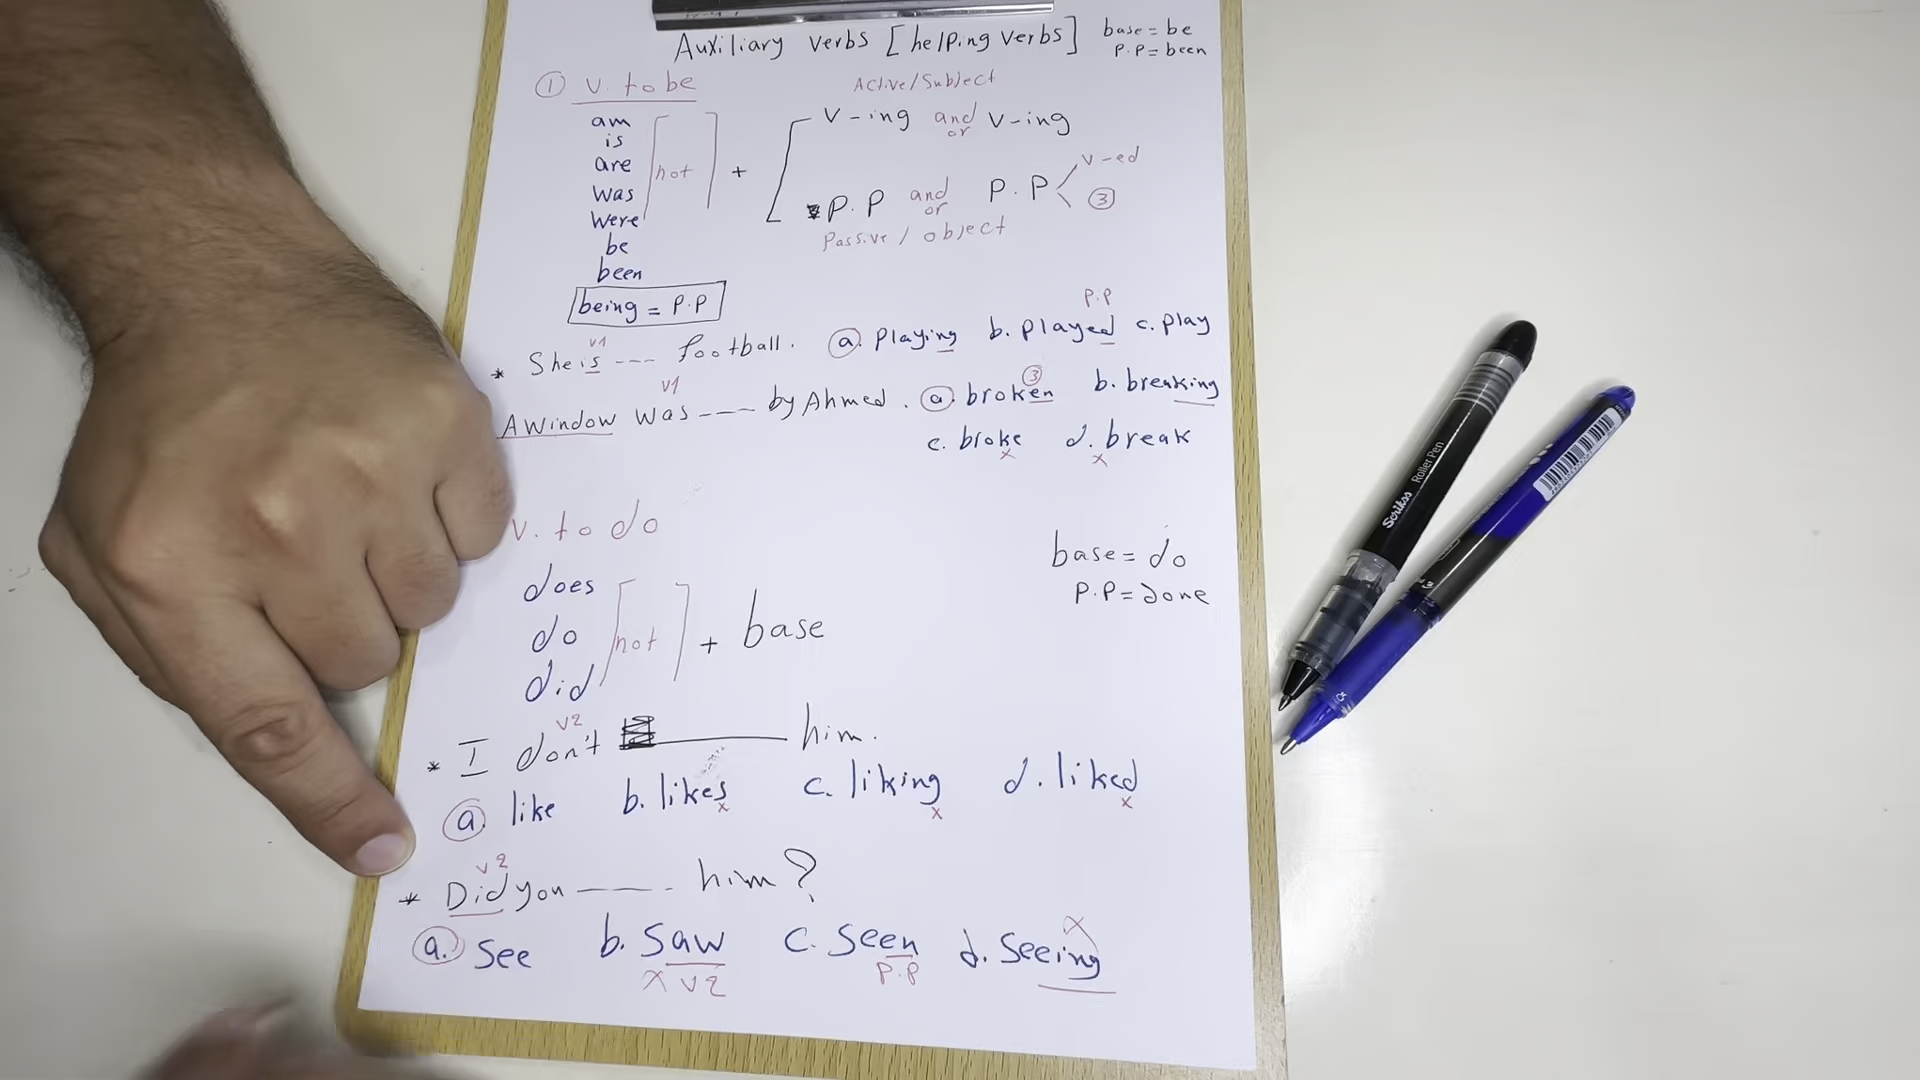 Auxiliary verbs [helping verbs] base = be
P.P = been
① V. to be
Active/Subject
am
is
are
was
were
be
been
being = P.P
[not] +
V-ing and or V-ing
P.P and or P.P V-ed ③
Passive / object
P.P
V1
* She is --- football. a. playing b. played c. play
V1
③
A window was ---- by Ahmed. a. broken b. breaking
c. broke x d. break x
V. to do
base = do
P.P = done
does
do
did
[not] + base
V2
* I don't him.
a. like b. likes x c. liking x d. liked x
V2
* Did you ---- him?
a. see b. saw c. seen d. seeing x
x V2 P.P
Scrikss Roller Pen